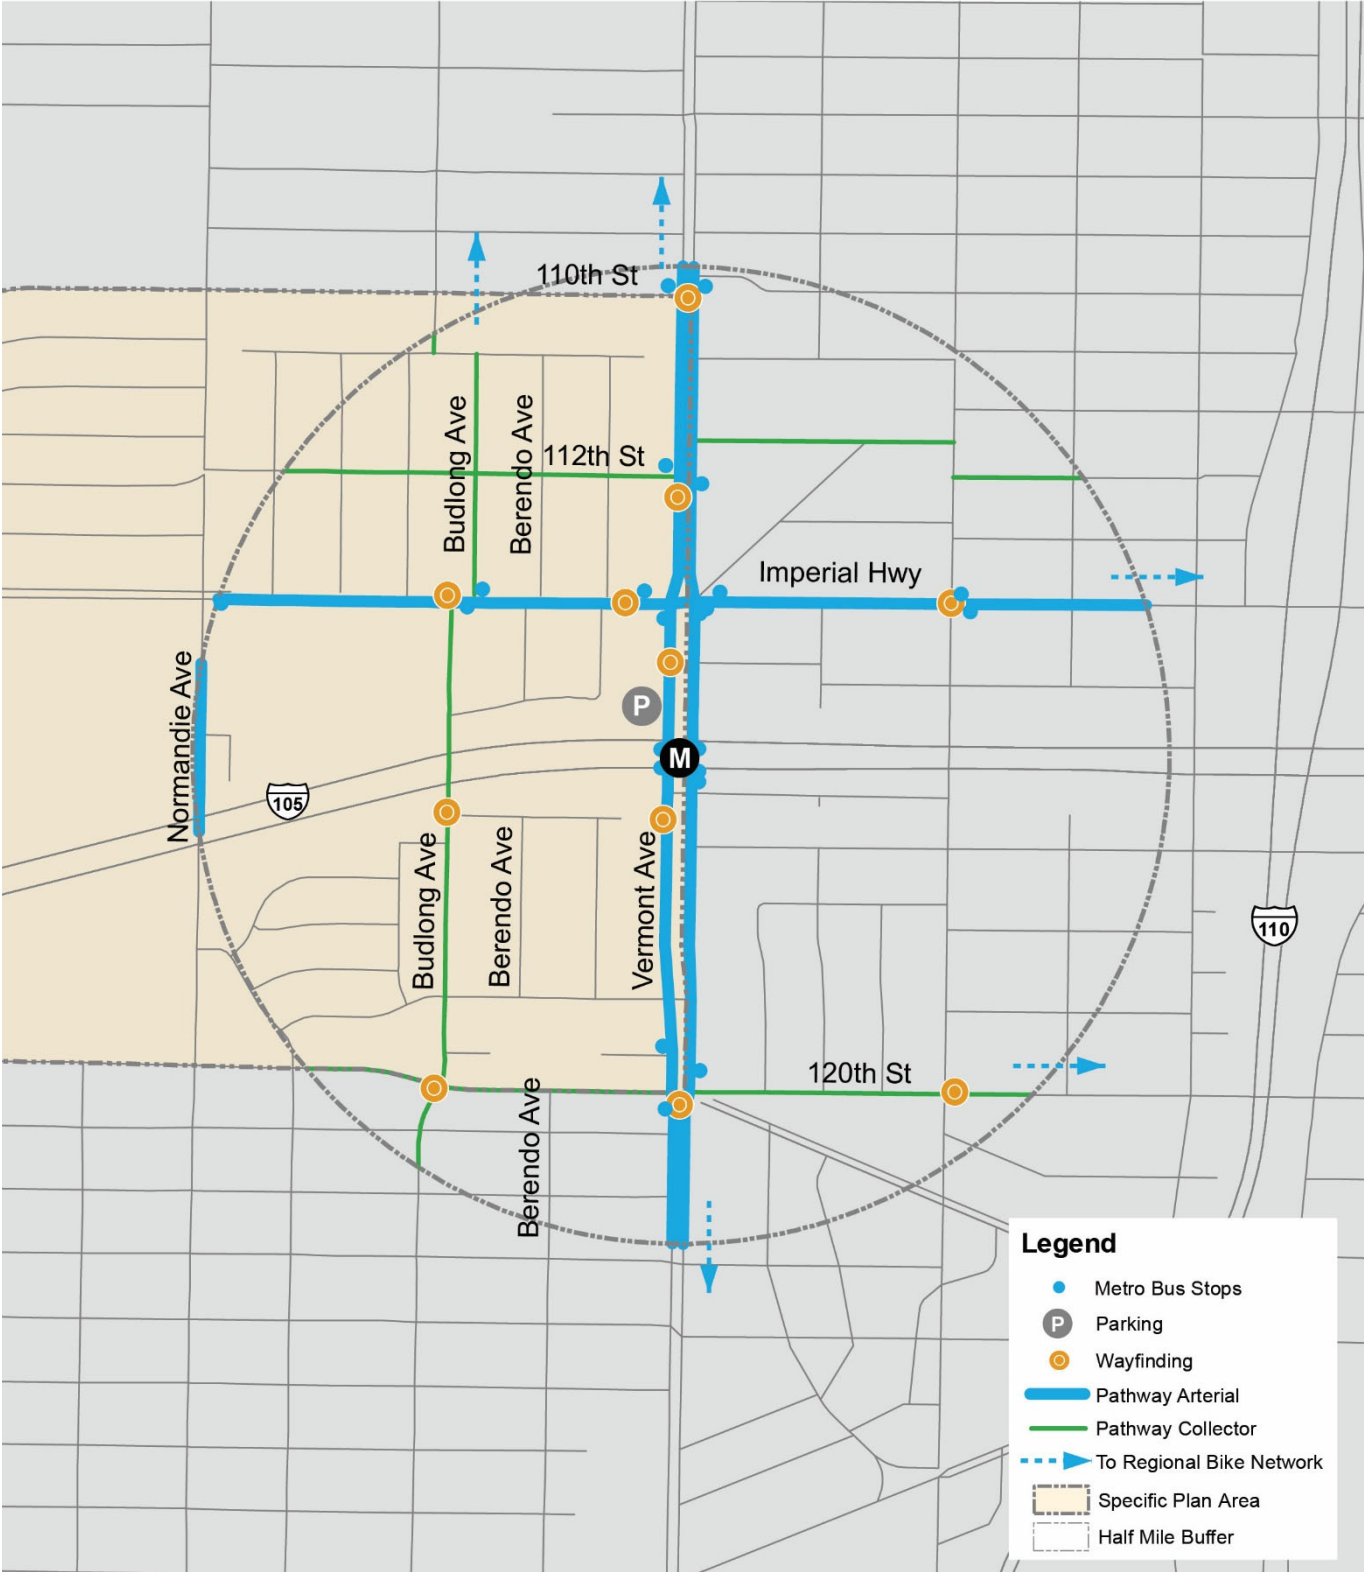 110th St
Budlong Ave
Berendo Ave
112th St
Imperial Hwy
Normandie Ave
P
M
105
Budlong Ave
Berendo Ave
Vermont Ave
110
120th St
Berendo Ave
Legend
Metro Bus Stops
P
Parking
Wayfinding
Pathway Arterial
Pathway Collector
To Regional Bike Network
Specific Plan Area
Half Mile Buffer